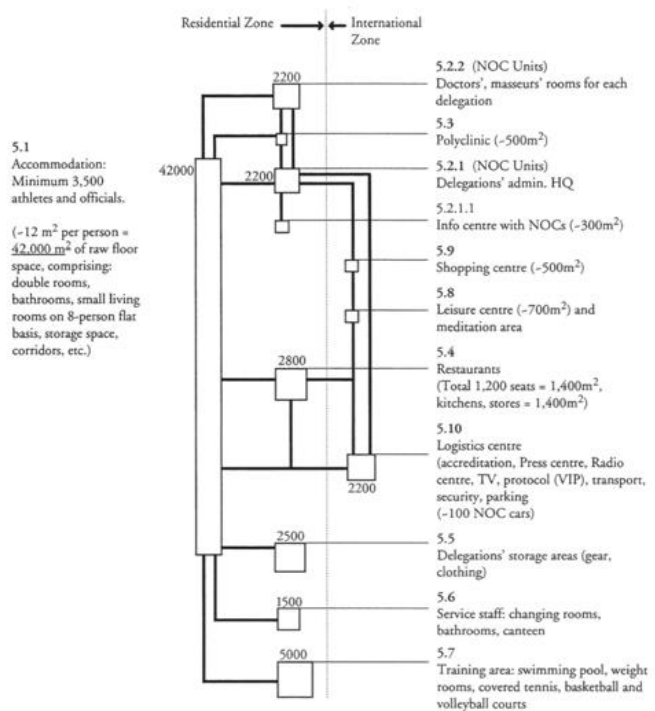 Residential Zone
International
Zone
5.1
Accommodation:
Minimum 3,500
athletes and officials.
(~12 m² per person =
42,000 m² of raw floor
space, comprising:
double rooms,
bathrooms, small living
rooms on 8-person flat
basis, storage space,
corridors, etc.)
42000
2200
2200
2800
2200
2500
1500
5000
5.2.2 (NOC Units)
Doctors', masseurs' rooms for each
delegation
5.3
Polyclinic (~500m²)
5.2.1 (NOC Units)
Delegations' admin. HQ
5.2.1.1
Info centre with NOCs (~300m²)
5.9
Shopping centre (~500m²)
5.8
Leisure centre (~700m²) and
meditation area
5.4
Restaurants
(Total 1,200 seats = 1,400m²,
kitchens, stores = 1,400m²)
5.10
Logistics centre
(accreditation, Press centre, Radio
centre, TV, protocol (VIP), transport,
security, parking
(~100 NOC cars)
5.5
Delegations' storage areas (gear,
clothing)
5.6
Service staff: changing rooms,
bathrooms, canteen
5.7
Training area: swimming pool, weight
rooms, covered tennis, basketball and
volleyball courts